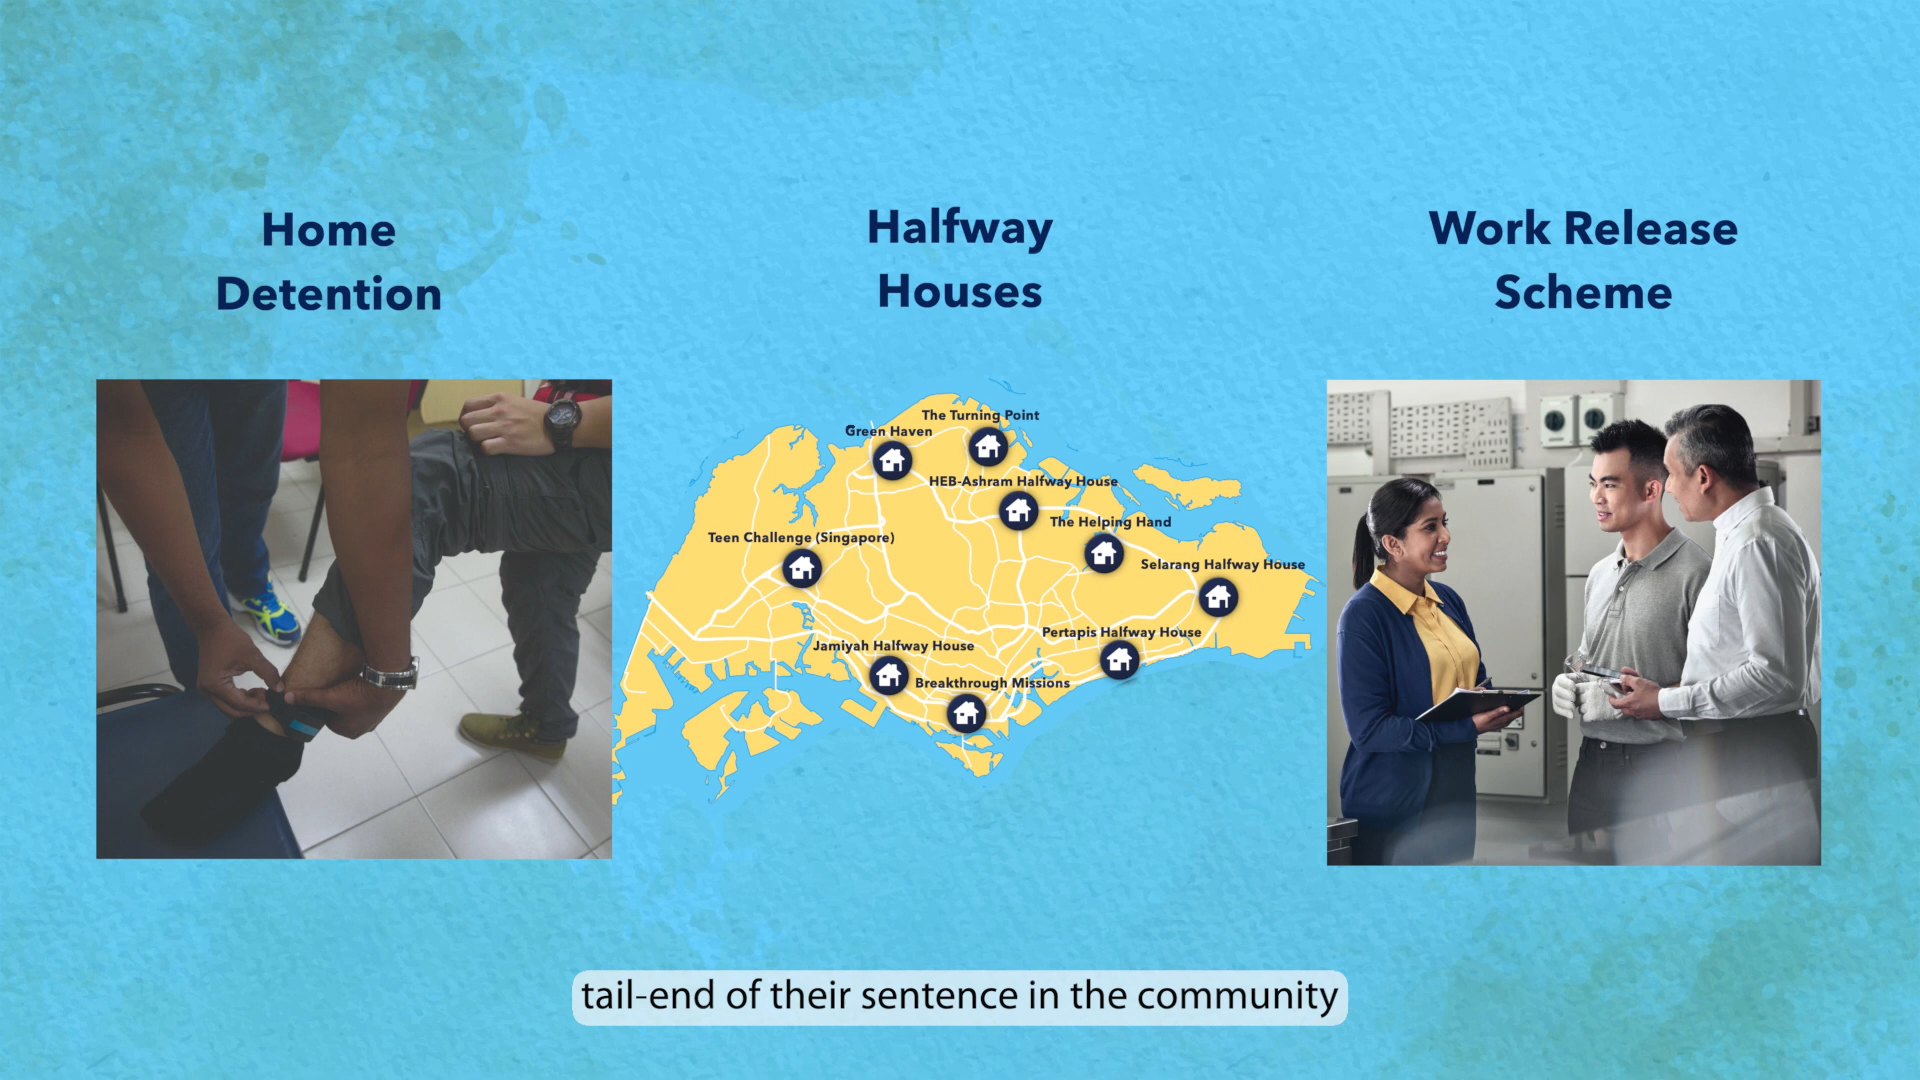 Home
Detention
Halfway
Houses
Work Release
Scheme
The Turning Point
Green Haven
HEB-Ashram Halfway House
The Helping Hand
Teen Challenge (Singapore)
Selarang Halfway House
Pertapis Halfway House
Jamiyah Halfway House
Breakthrough Missions
tail-end of their sentence in the community